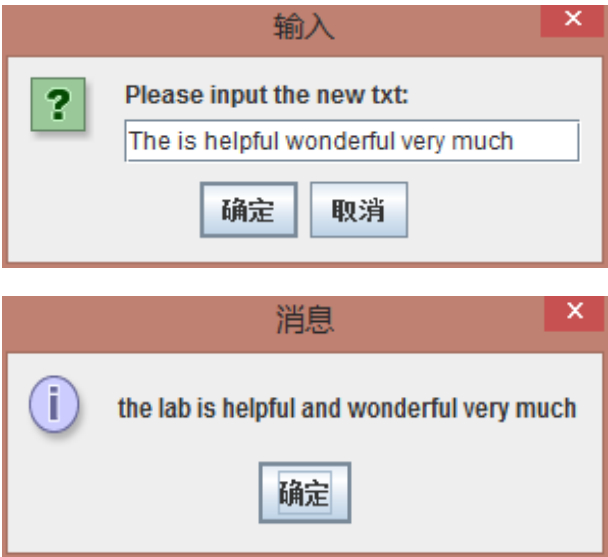 输入
Please input the new txt:
The is helpful wonderful very much
确定 取消
消息
the lab is helpful and wonderful very much
确定